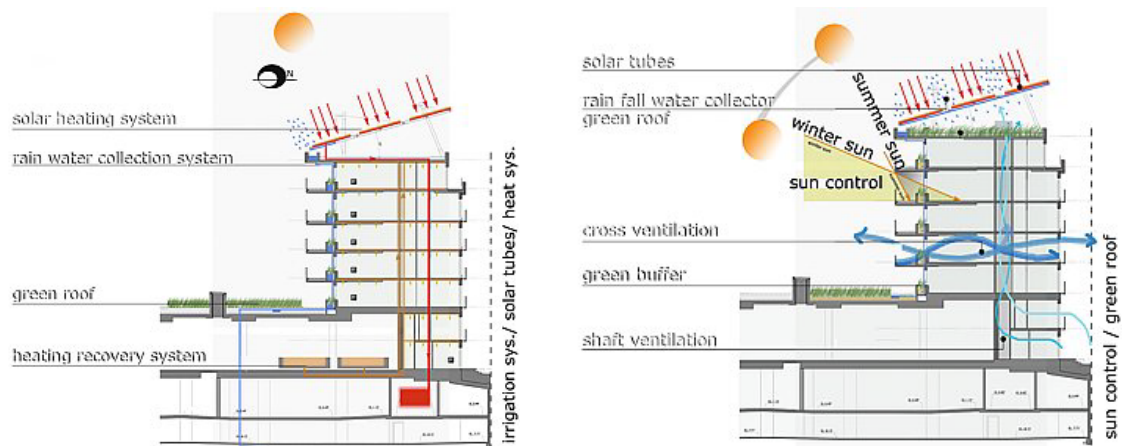 N
solar heating system
rain water collection system
green roof
heating recovery system
irrigation sys./ solar tubes/ heat sys.
solar tubes
rain fall water collector
green roof
winter sun
summer sun
sun control
cross ventilation
green buffer
shaft ventilation
sun control / green roof